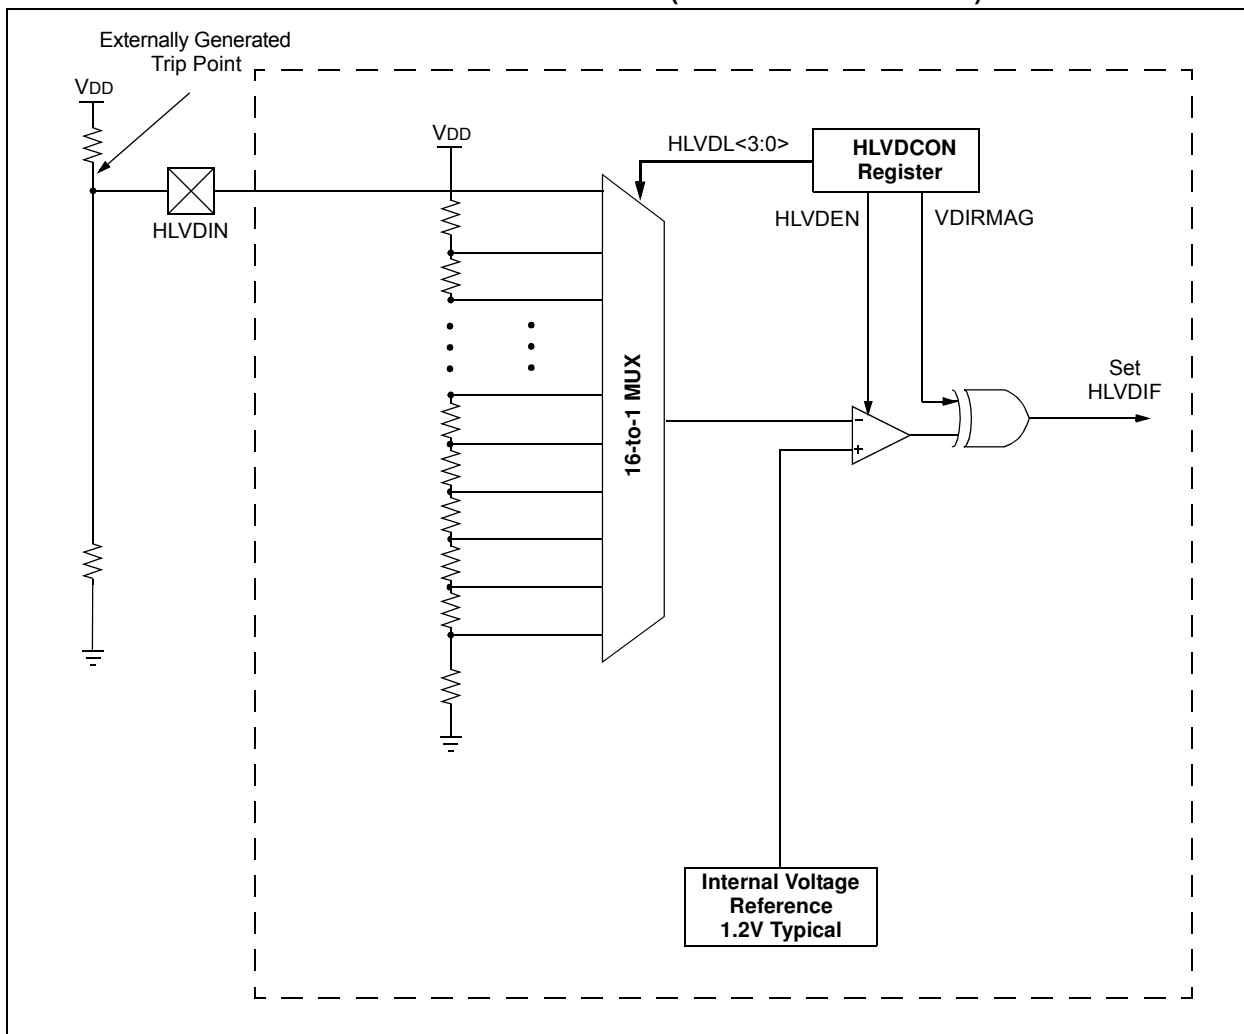 Externally Generated
Trip Point
VDD
VDD
HLVDL<3:0>
HLVDCON
Register
HLVDIN
HLVDEN
VDIRMAG
16-to-1 MUX
Set
HLVDIF
–
+
Internal Voltage
Reference
1.2V Typical